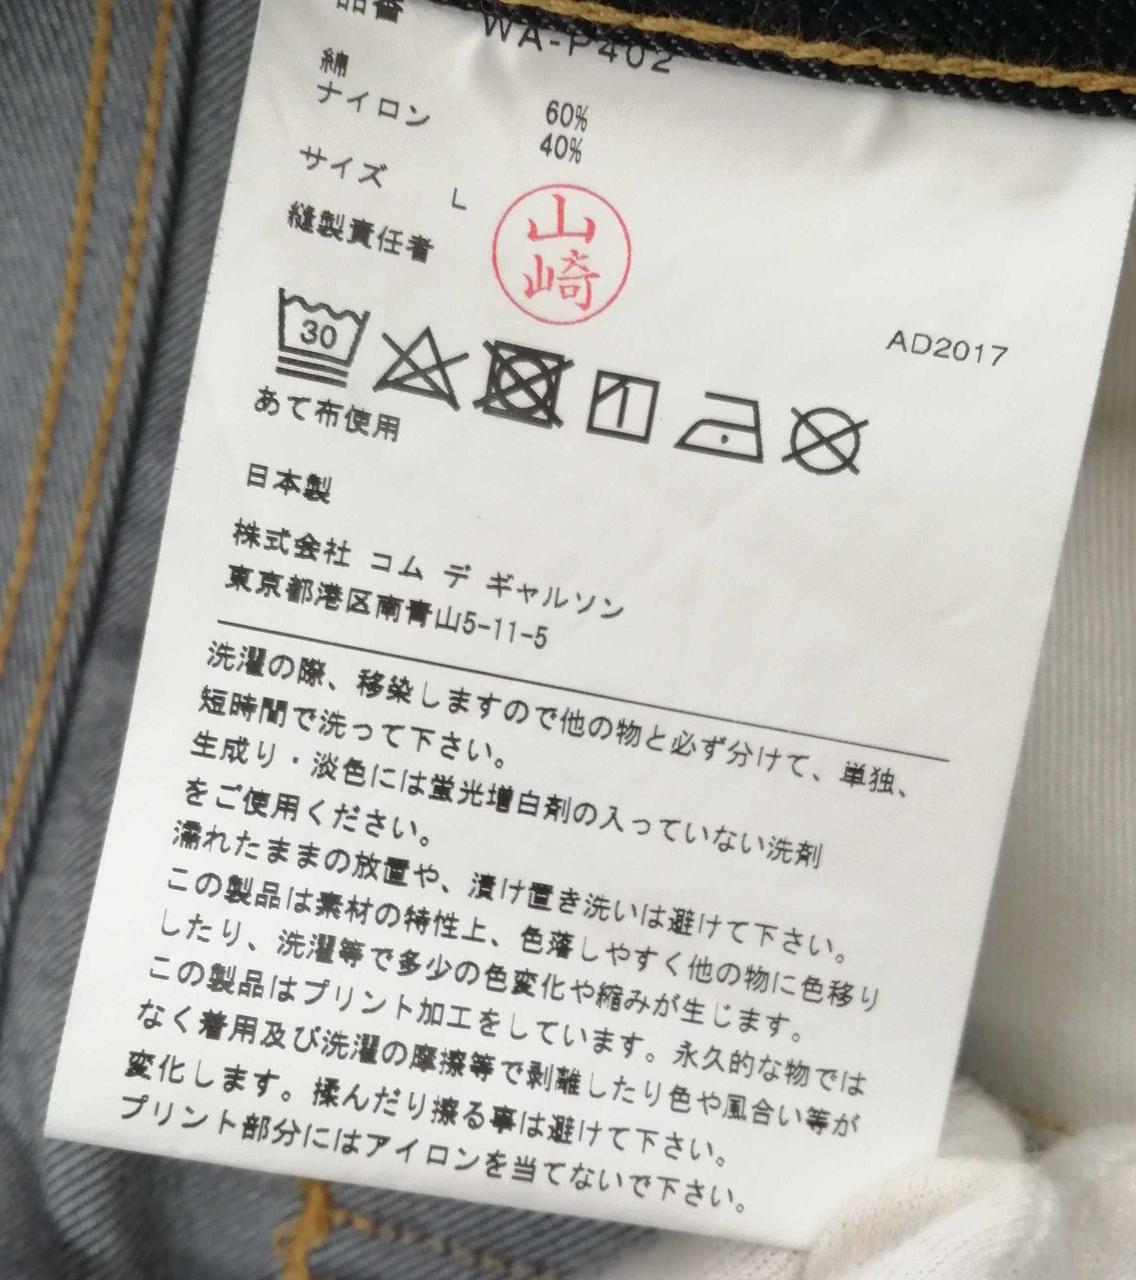 品番 WA-P402
綿 60%
ナイロン 40%
サイズ L
縫製責任者 山崎
AD2017
30
あて布使用
日本製
株式会社 コム デ ギャルソン
東京都港区南青山5-11-5
洗濯の際、移染しますので他の物と必ず分けて、単独、
短時間で洗って下さい。
生成り・淡色には蛍光増白剤の入っていない洗剤
をご使用ください。
濡れたままの放置や、漬け置き洗いは避けて下さい。
この製品は素材の特性上、色落しやすく他の物に色移り
したり、洗濯等で多少の色変化や縮みが生じます。
この製品はプリント加工をしています。永久的な物では
なく着用及び洗濯の摩擦等で剥離したり色や風合い等が
変化します。揉んだり擦る事は避けて下さい。
プリント部分にはアイロンを当てないで下さい。